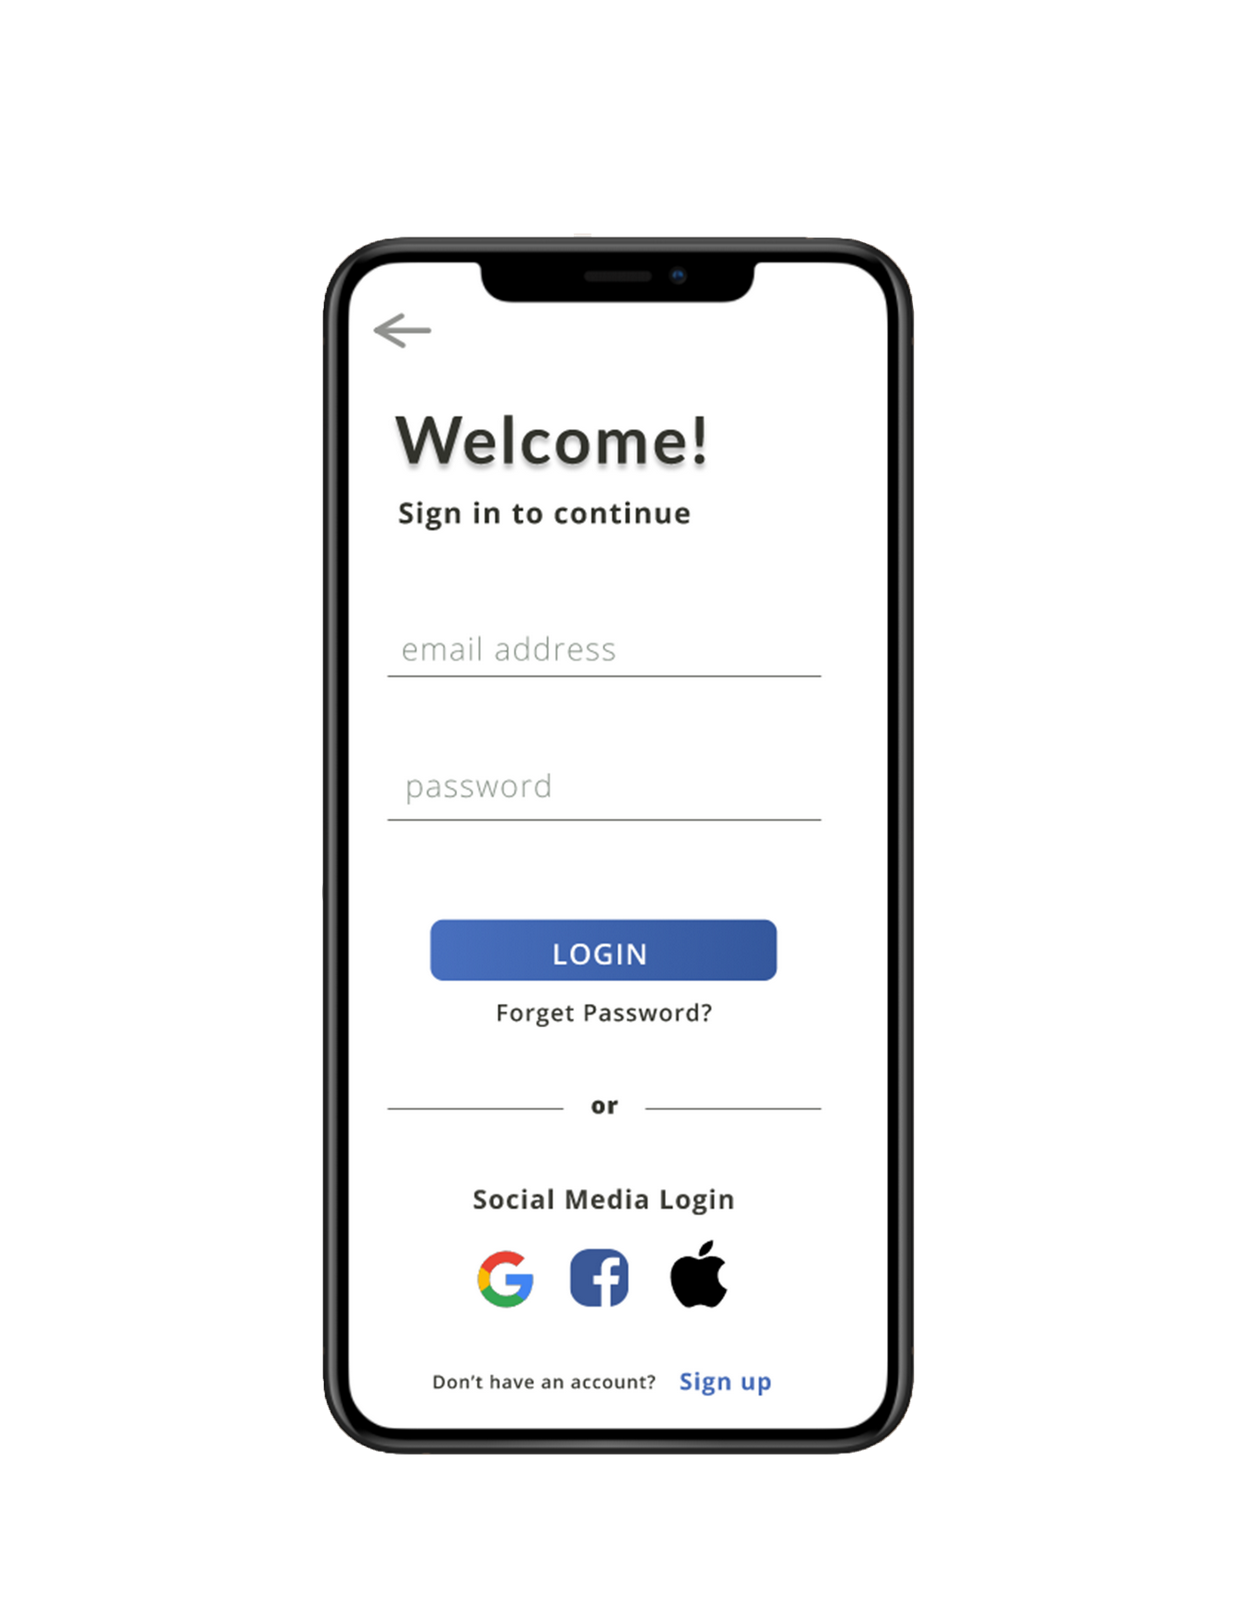 Welcome!
Sign in to continue
email address
password
LOGIN
Forget Password?
or
Social Media Login
Don't have an account? Sign up